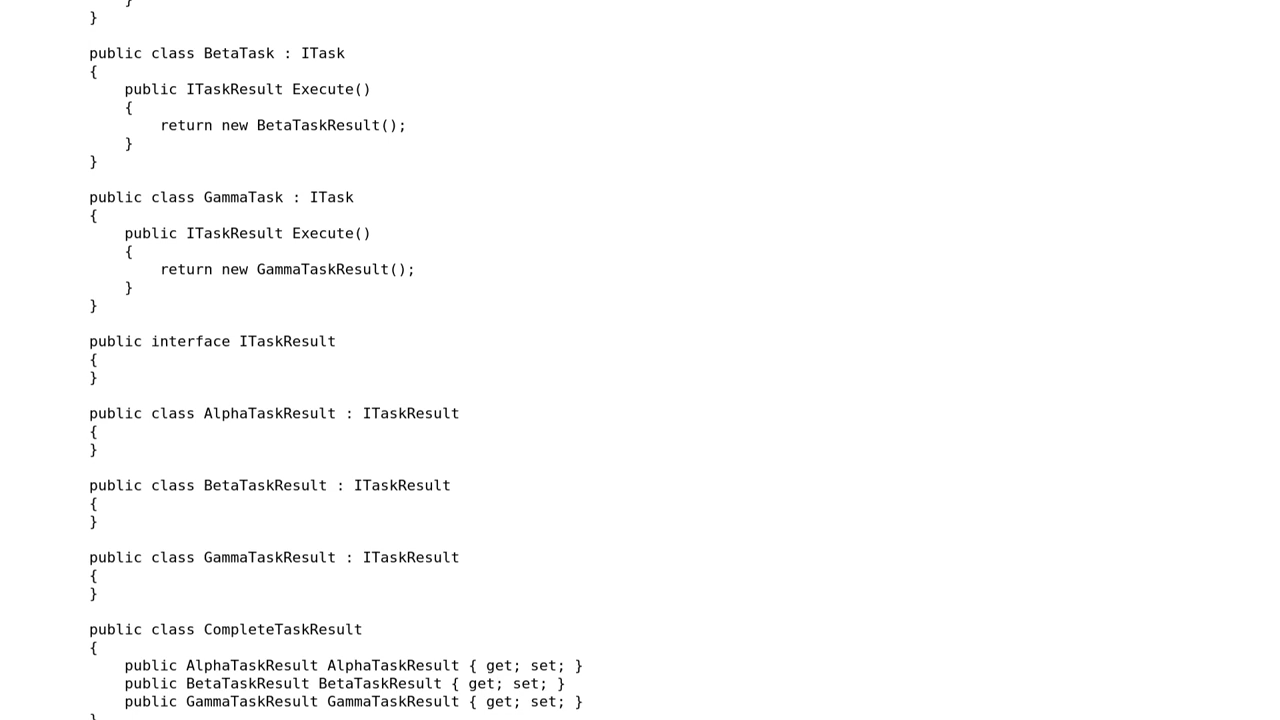 }
}
public class BetaTask : ITask
{
    public ITaskResult Execute()
    {
        return new BetaTaskResult();
    }
}

public class GammaTask : ITask
{
    public ITaskResult Execute()
    {
        return new GammaTaskResult();
    }
}

public interface ITaskResult
{
}

public class AlphaTaskResult : ITaskResult
{
}

public class BetaTaskResult : ITaskResult
{
}

public class GammaTaskResult : ITaskResult
{
}

public class CompleteTaskResult
{
    public AlphaTaskResult AlphaTaskResult { get; set; }
    public BetaTaskResult BetaTaskResult { get; set; }
    public GammaTaskResult GammaTaskResult { get; set; }
}